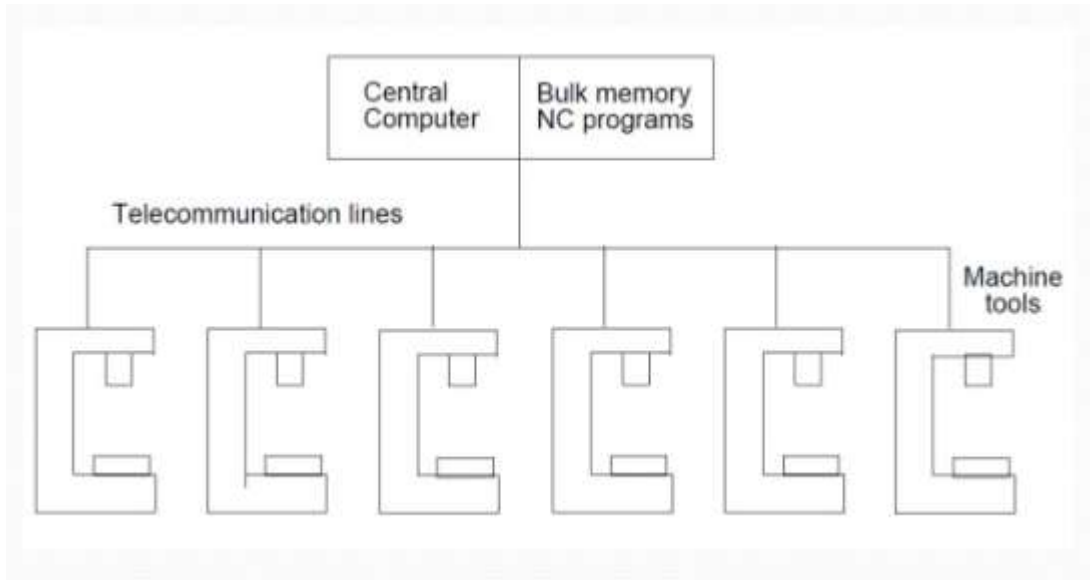 Central
Computer
Bulk memory
NC programs
Telecommunication lines
Machine
tools